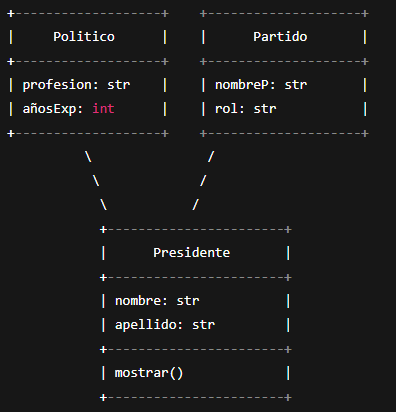 +-------------------+    +--------------------+
|     Politico      |    |      Partido       |
+-------------------+    +--------------------+
| profesion: str    |    | nombreP: str       |
| añosExp: int      |    | rol: str           |
+-------------------+    +--------------------+
          \               /
           \             /
            \           /
            +-----------------------+
            |      Presidente       |
            +-----------------------+
            | nombre: str           |
            | apellido: str         |
            +-----------------------+
            | mostrar()             |
            +-----------------------+